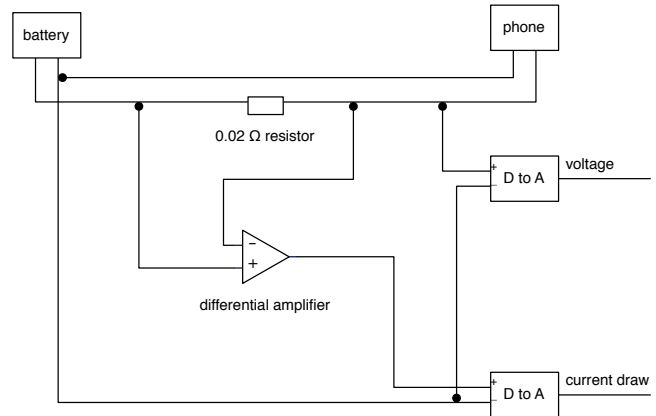 battery
phone
0.02 Ω resistor
+
−
D to A
voltage
−
+
differential amplifier
+
−
D to A
current draw